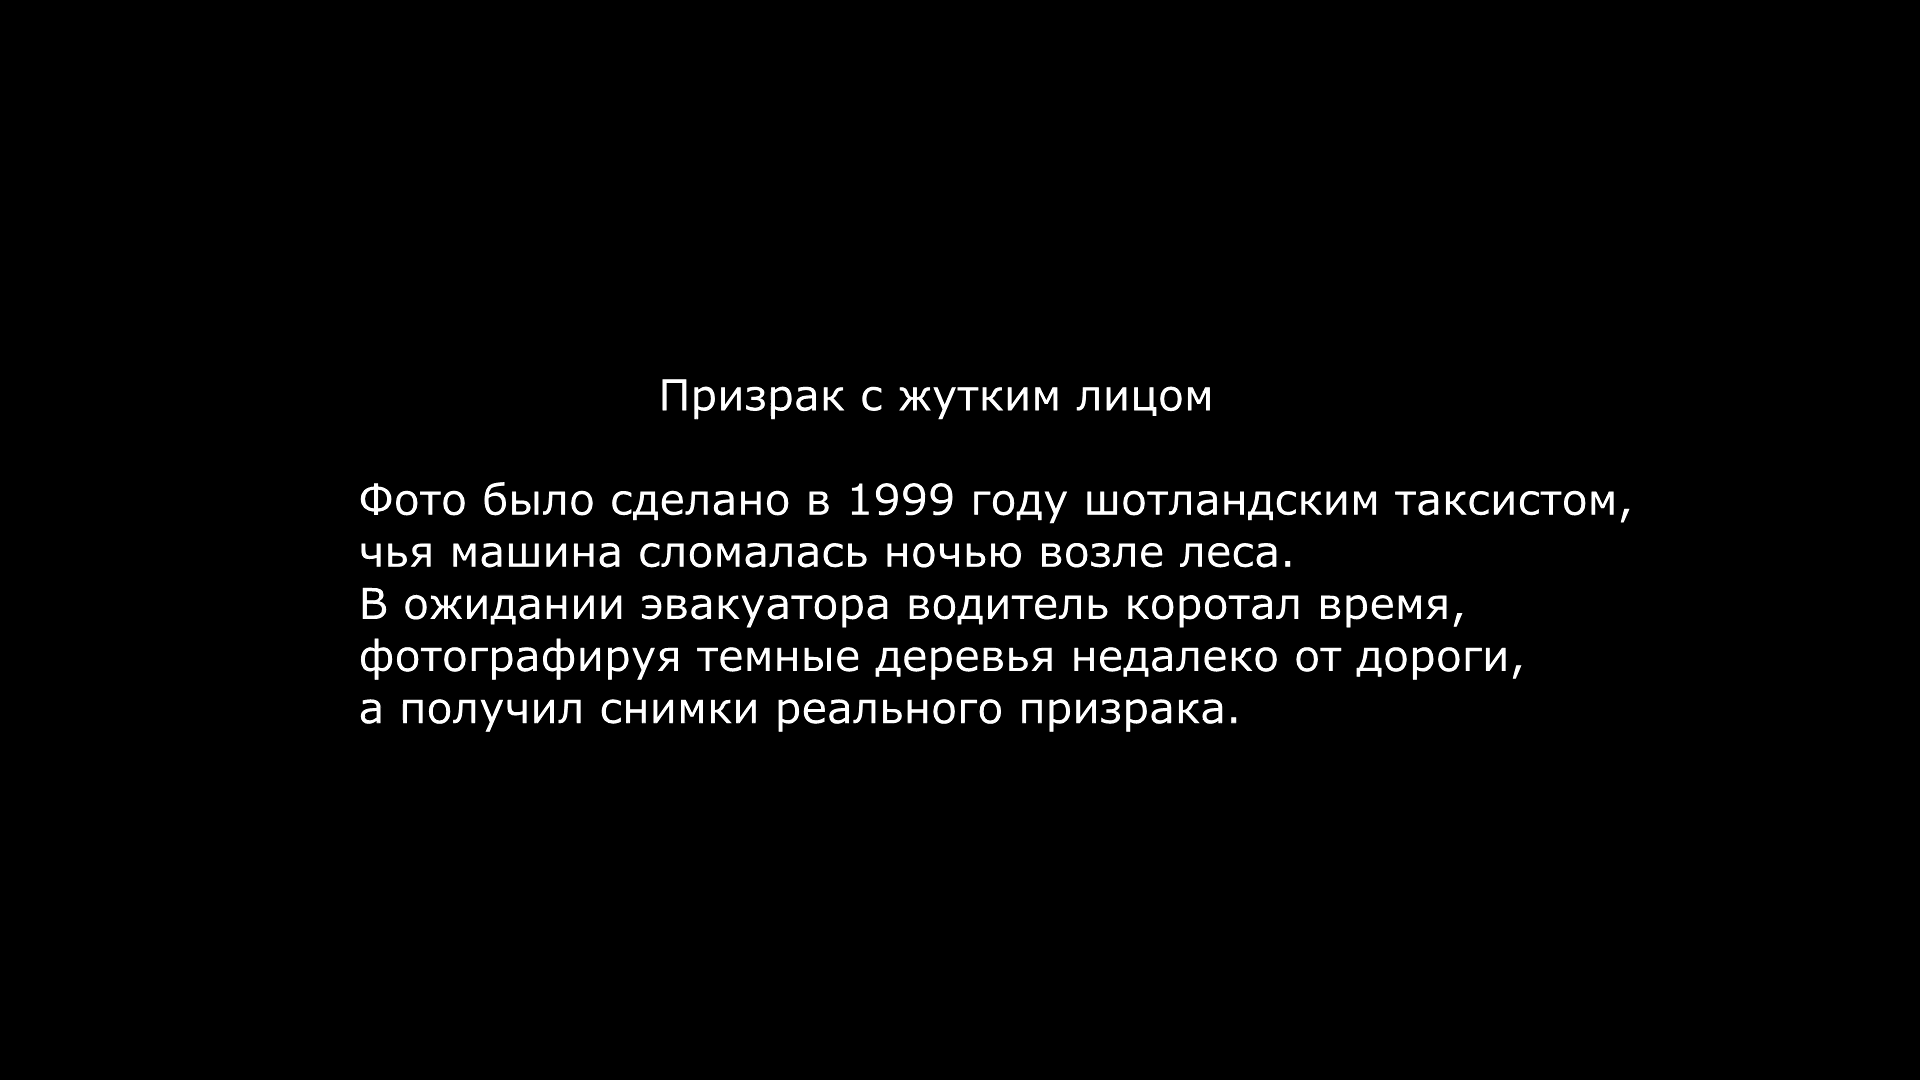 Призрак с жутким лицом
Фото было сделано в 1999 году шотландским таксистом,
чья машина сломалась ночью возле леса.
В ожидании эвакуатора водитель коротал время,
фотографируя темные деревья недалеко от дороги,
а получил снимки реального призрака.